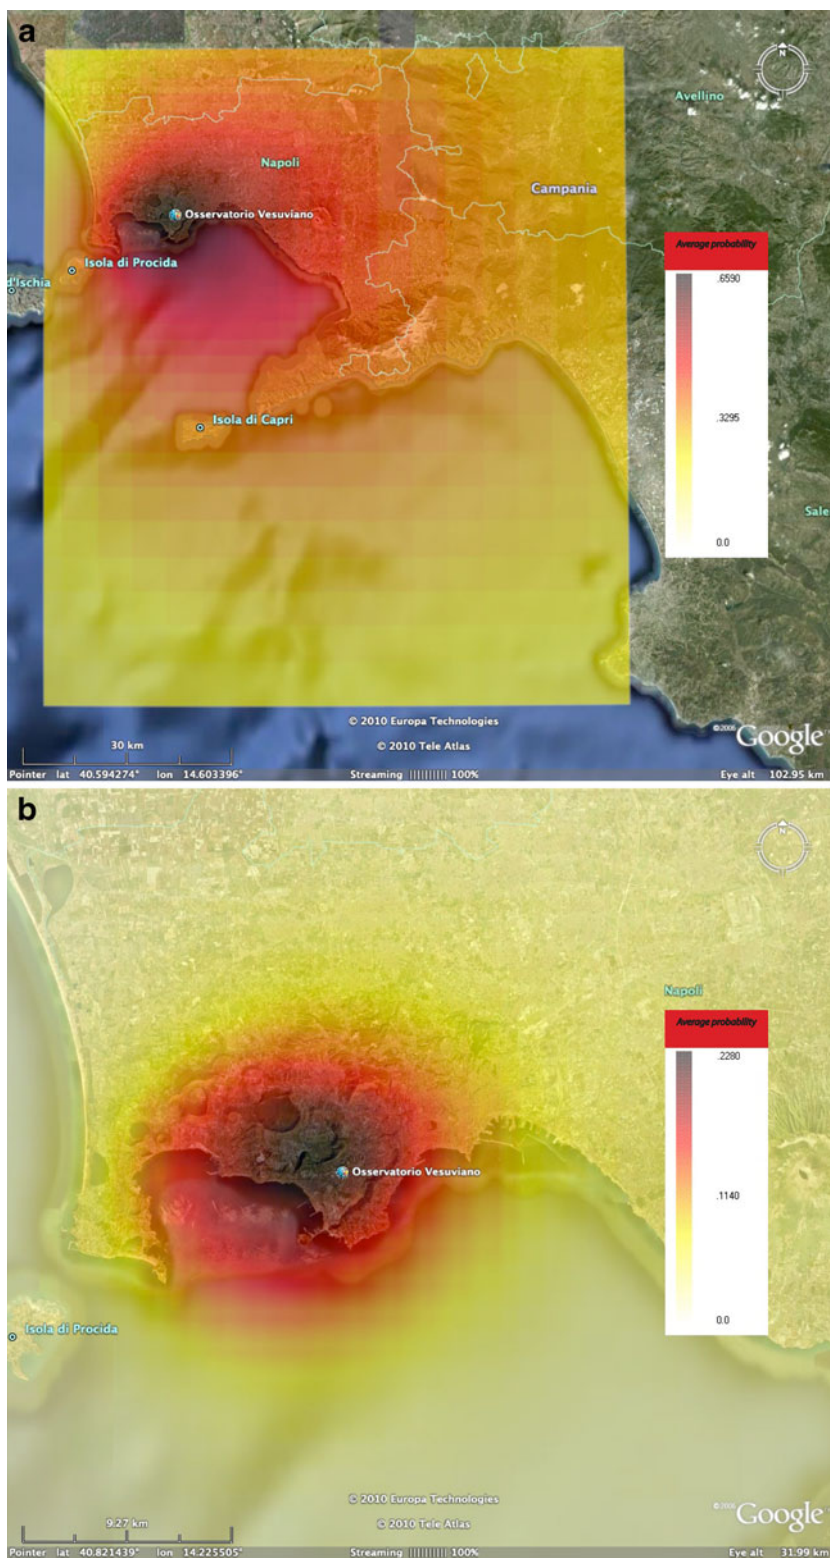 a
N
Avellino
Napoli
Campania
Osservatorio Vesuviano
Average probability
.6590
Isola di Procida
d'Ischia
.3295
Isola di Capri
Sale
0.0
© 2010 Europa Technologies
©2006 Google
30 km
© 2010 Tele Atlas
Pointer lat 40.594274° lon 14.603396° Streaming |||||||||| 100% Eye alt 102.95 km
b
N
Napoli
Average probability
.2280
Osservatorio Vesuviano
.1140
0.0
Isola di Procida
© 2010 Europa Technologies
©2006 Google
9.27 km
© 2010 Tele Atlas
Pointer lat 40.821439° lon 14.225505° Streaming |||||||||| 100% Eye alt 31.99 km